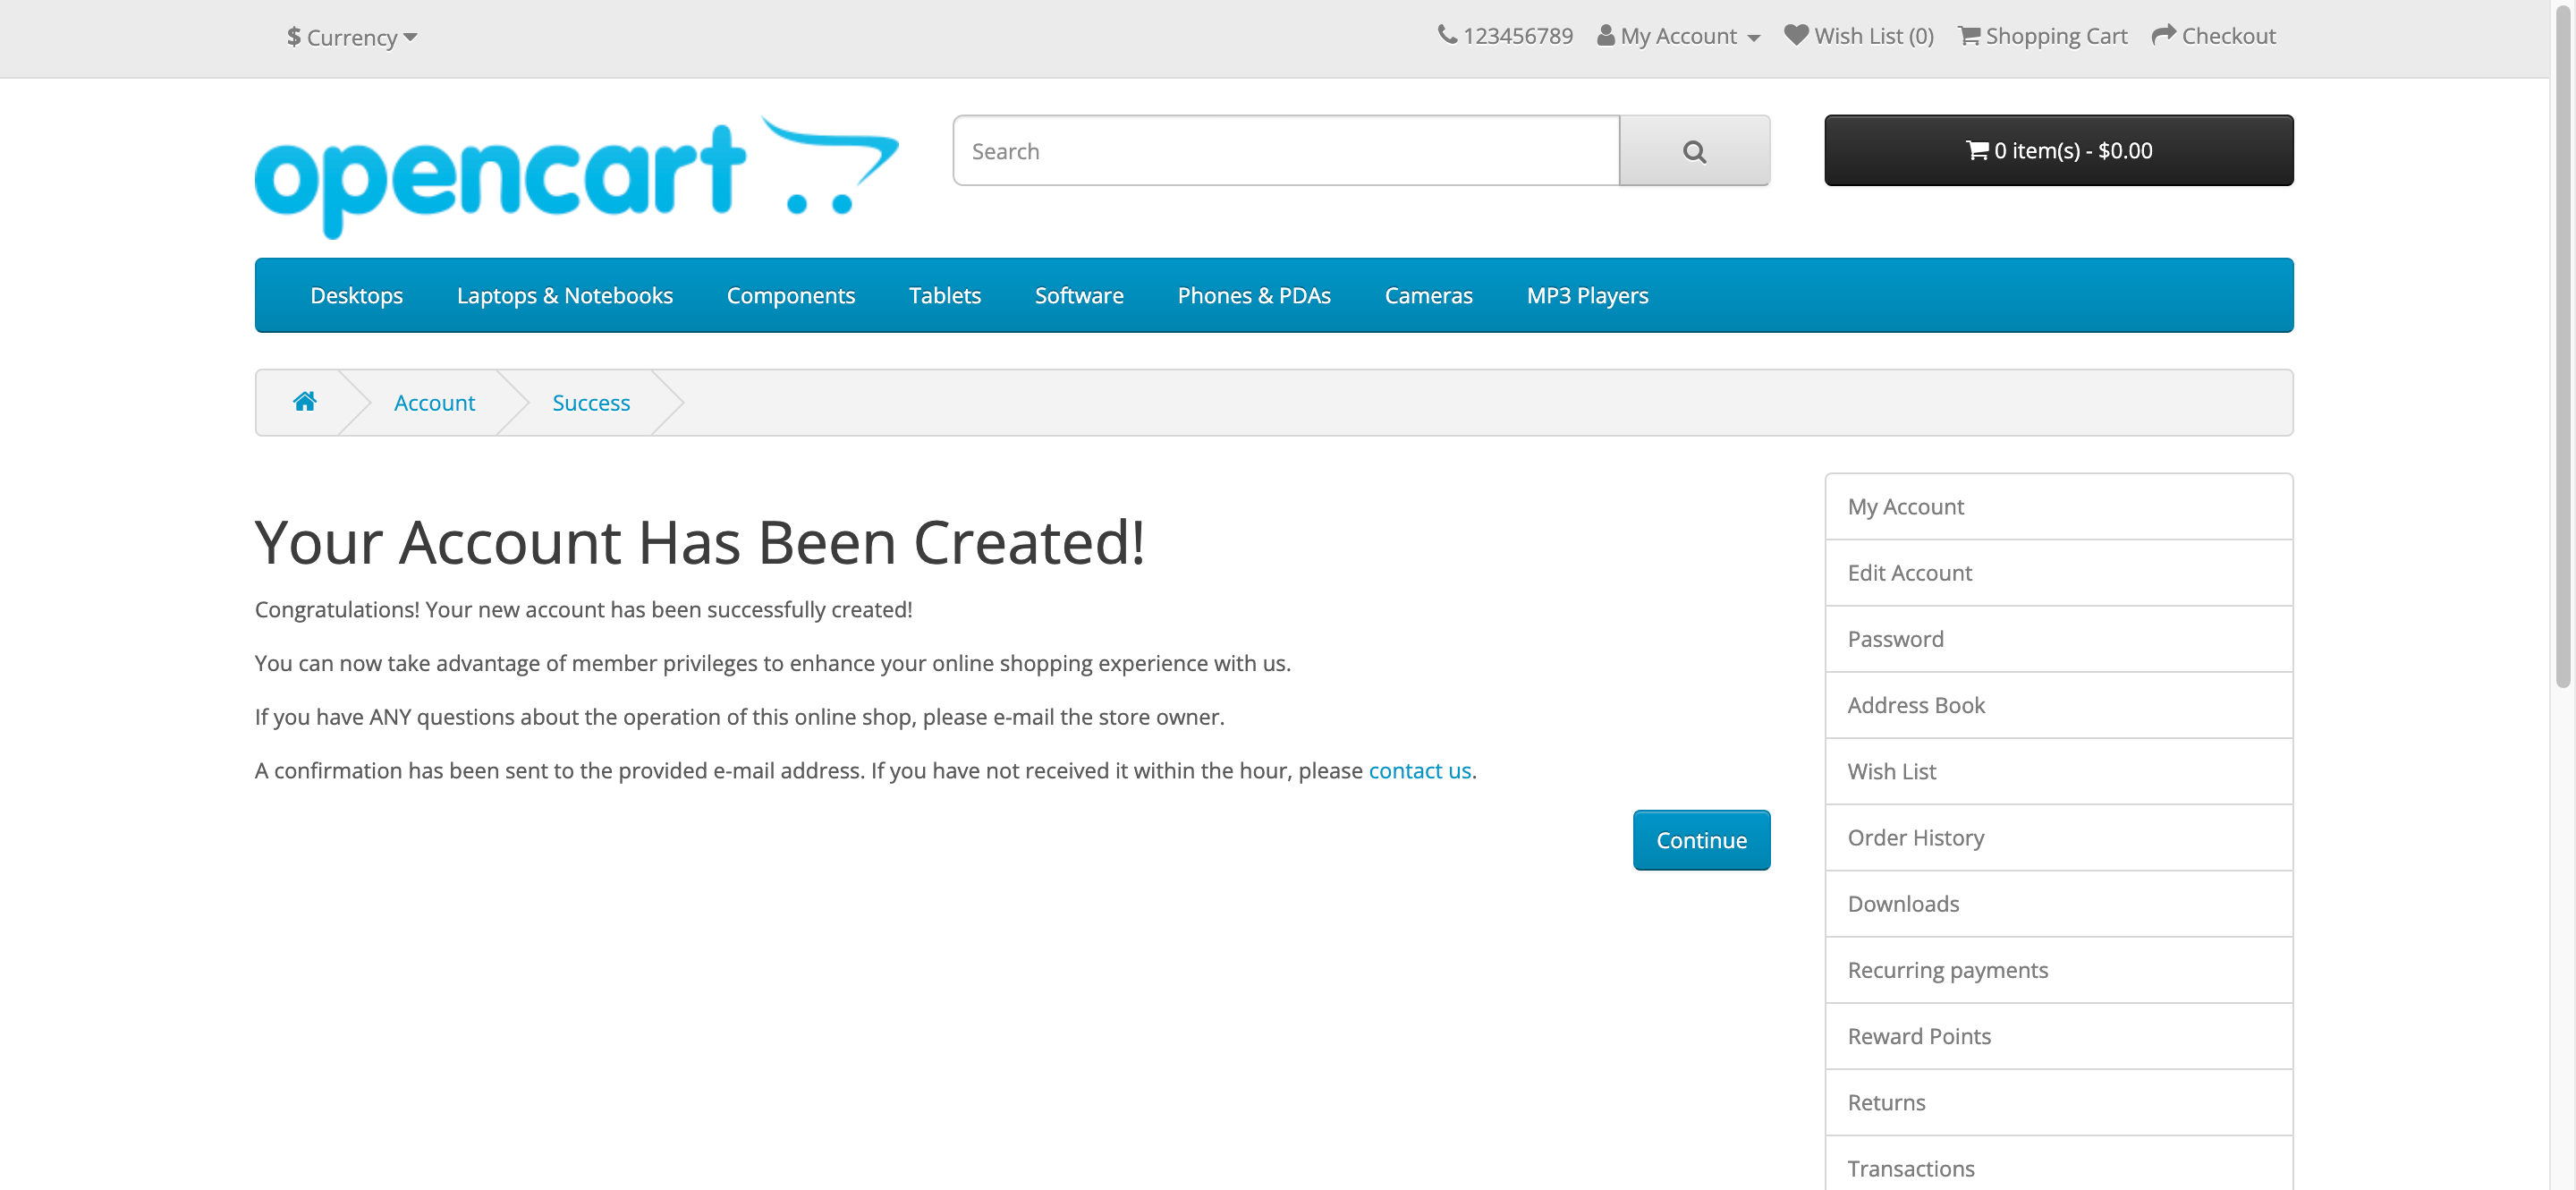 $ Currency
123456789 My Account Wish List (0) Shopping Cart Checkout
opencart
Search
0 item(s) - $0.00
Desktops Laptops & Notebooks Components Tablets Software Phones & PDAs Cameras MP3 Players
Account Success
Your Account Has Been Created!
Congratulations! Your new account has been successfully created!
You can now take advantage of member privileges to enhance your online shopping experience with us.
If you have ANY questions about the operation of this online shop, please e-mail the store owner.
A confirmation has been sent to the provided e-mail address. If you have not received it within the hour, please contact us.
Continue
My Account
Edit Account
Password
Address Book
Wish List
Order History
Downloads
Recurring payments
Reward Points
Returns
Transactions